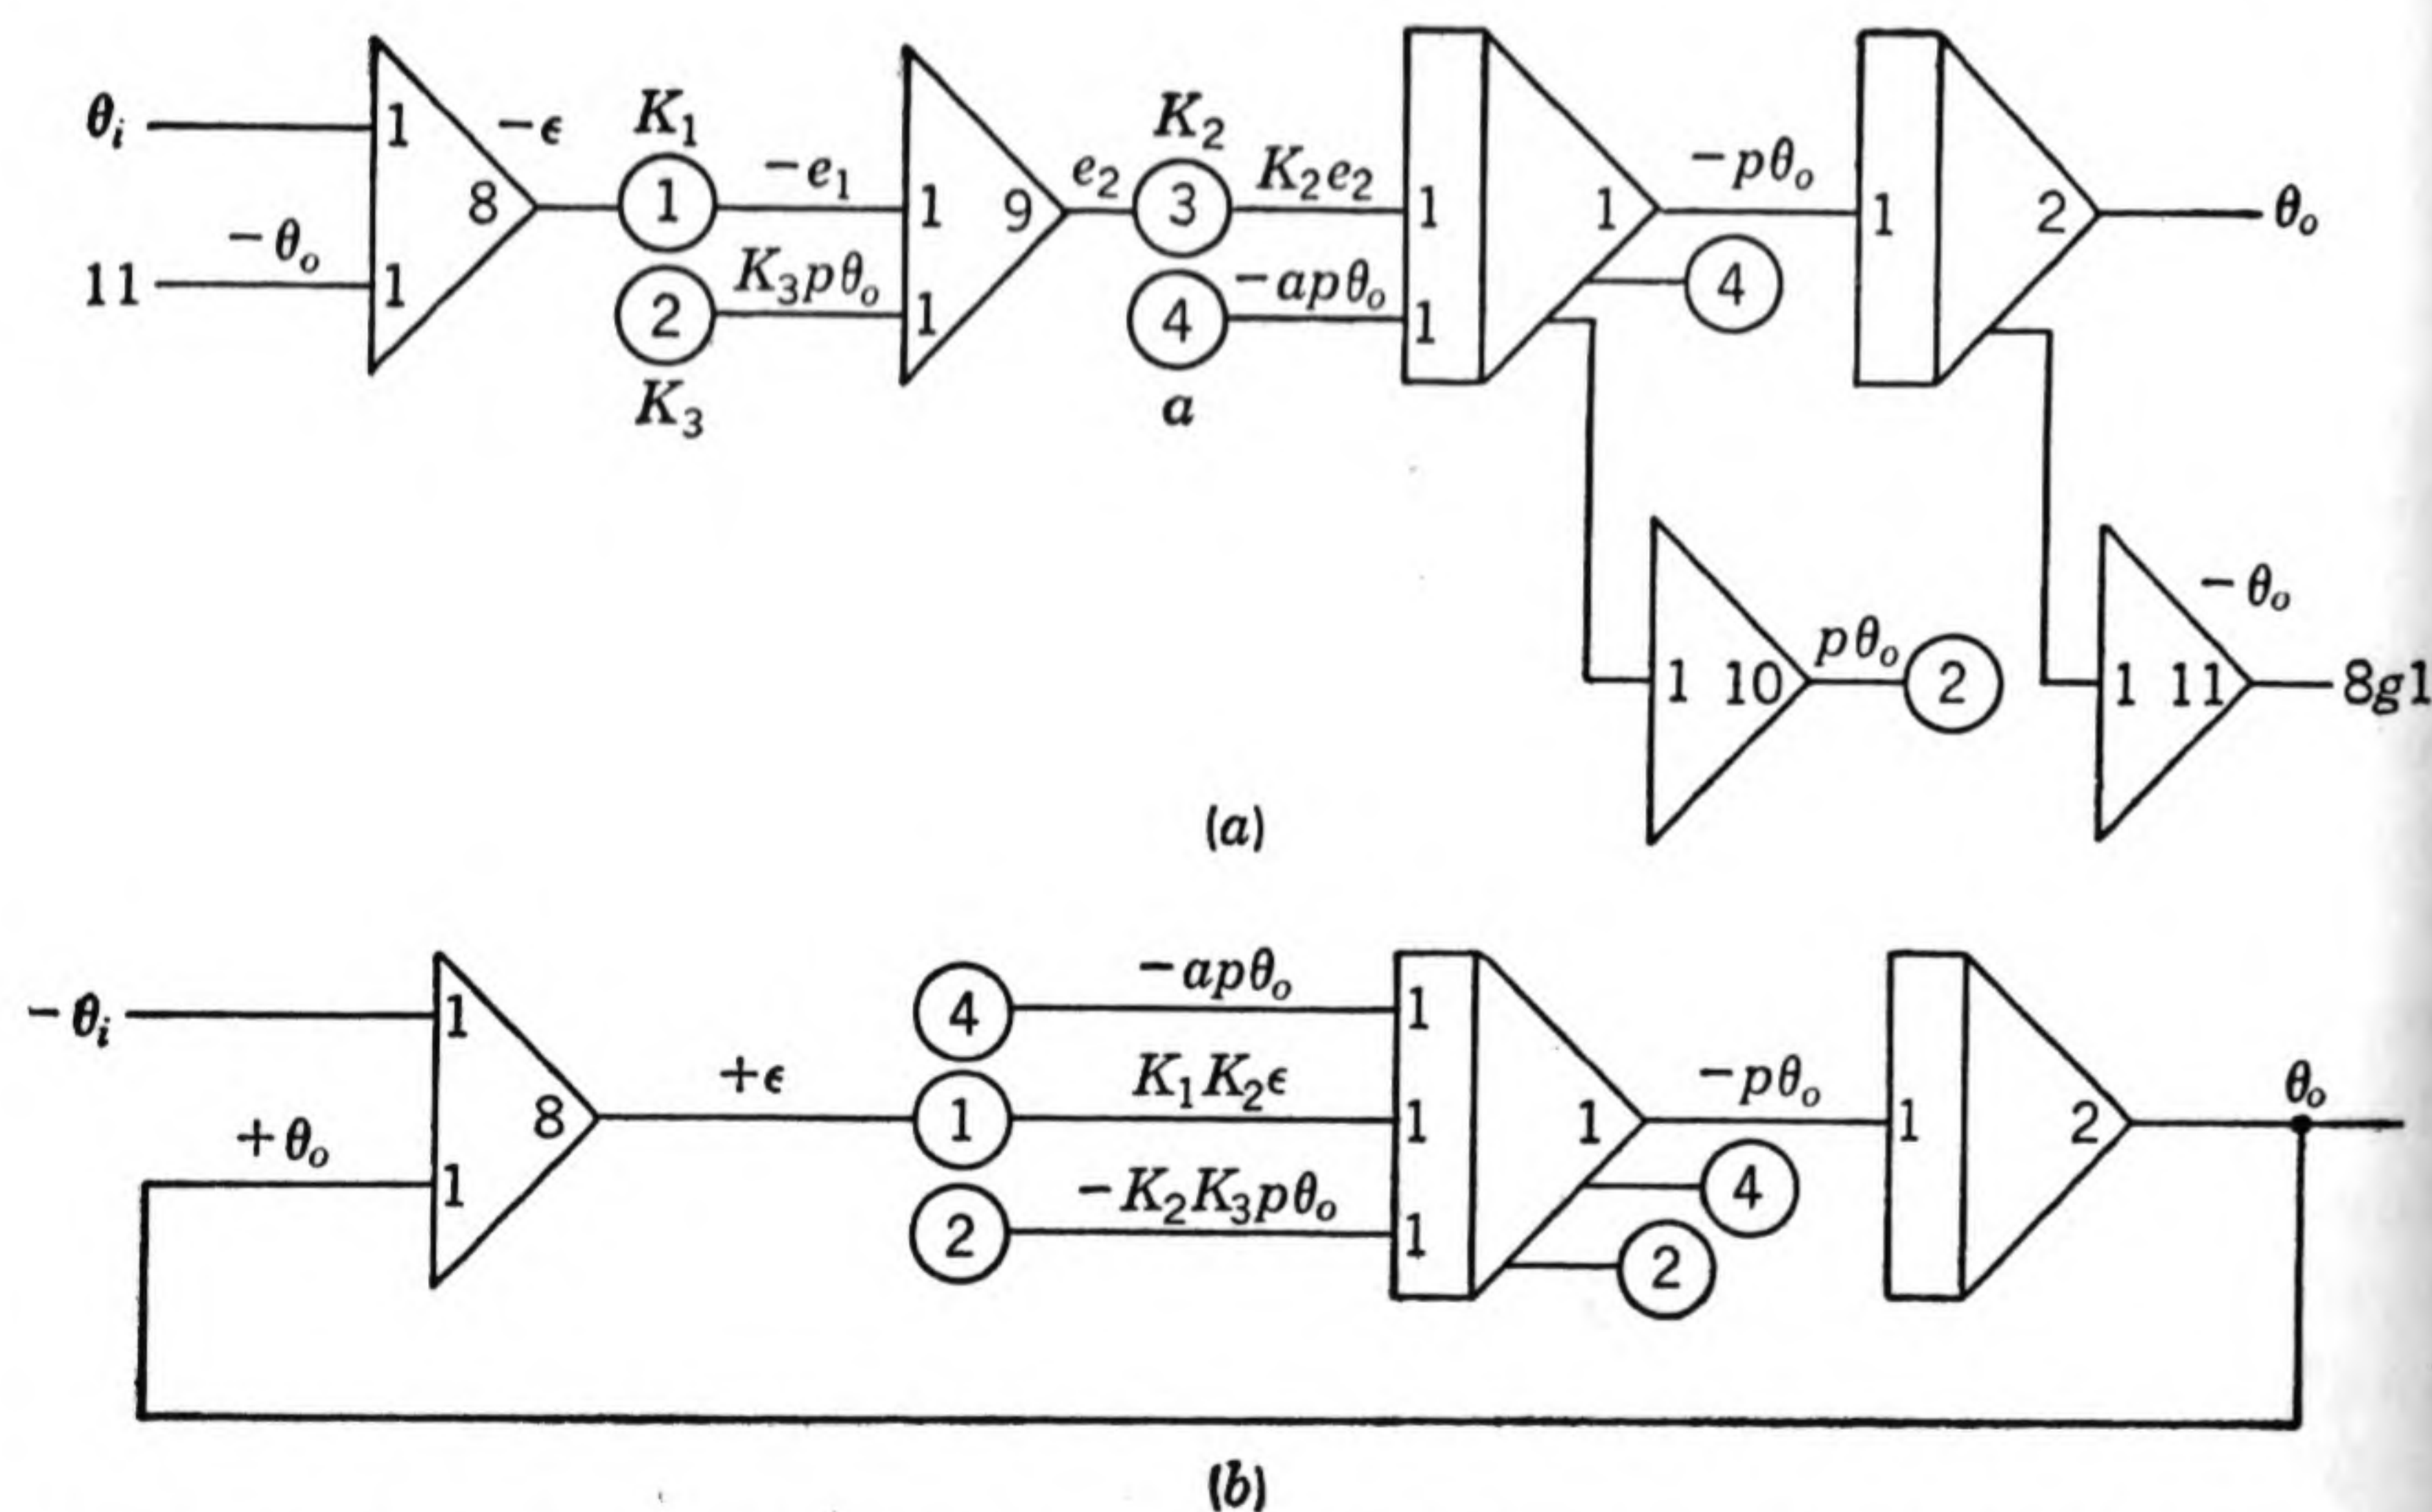 K₁ K₂
θᵢ 1 −ϵ 1 −e₁ 1 e₂ 3 K₂e₂ 1 1 −pθₒ 1 2 θₒ
8 9
11 −θₒ 1 2 K₃pθₒ 1 4 −apθₒ 1 4
K₃ a
−θₒ
1 10 pθₒ 2 1 11 8g1
(a)
−θᵢ 1 4 −apθₒ 1
8 +ϵ 1 K₁K₂ϵ 1 1 −pθₒ 1 2 θₒ
+θₒ 1 2 −K₂K₃pθₒ 1 4
2
(b)